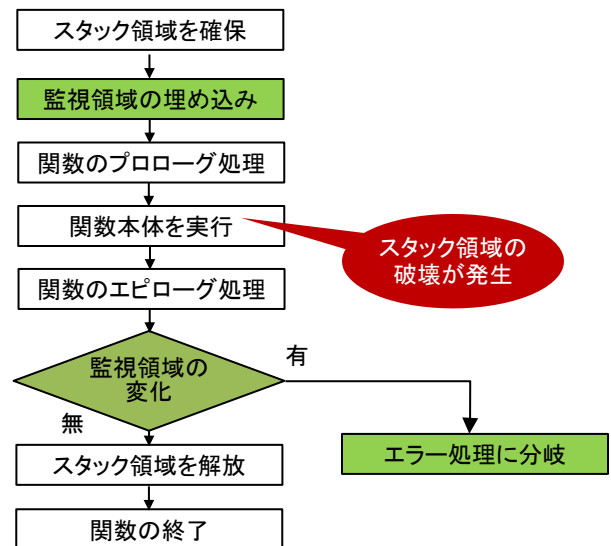 スタック領域を確保
監視領域の埋め込み
関数のプロローグ処理
関数本体を実行
スタック領域の
破壊が発生
関数のエピローグ処理
監視領域の
変化
有
無
エラー処理に分岐
スタック領域を解放
関数の終了